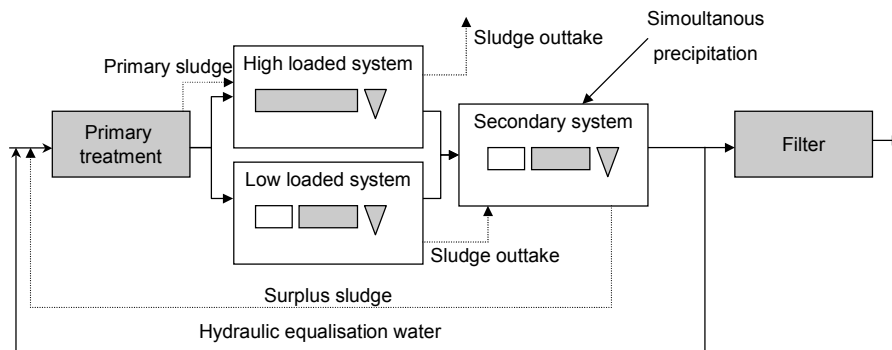 Simoultanous
precipitation
Sludge outtake
Primary sludge
High loaded system
Primary
treatment
Secondary system
Filter
Low loaded system
Sludge outtake
Surplus sludge
Hydraulic equalisation water